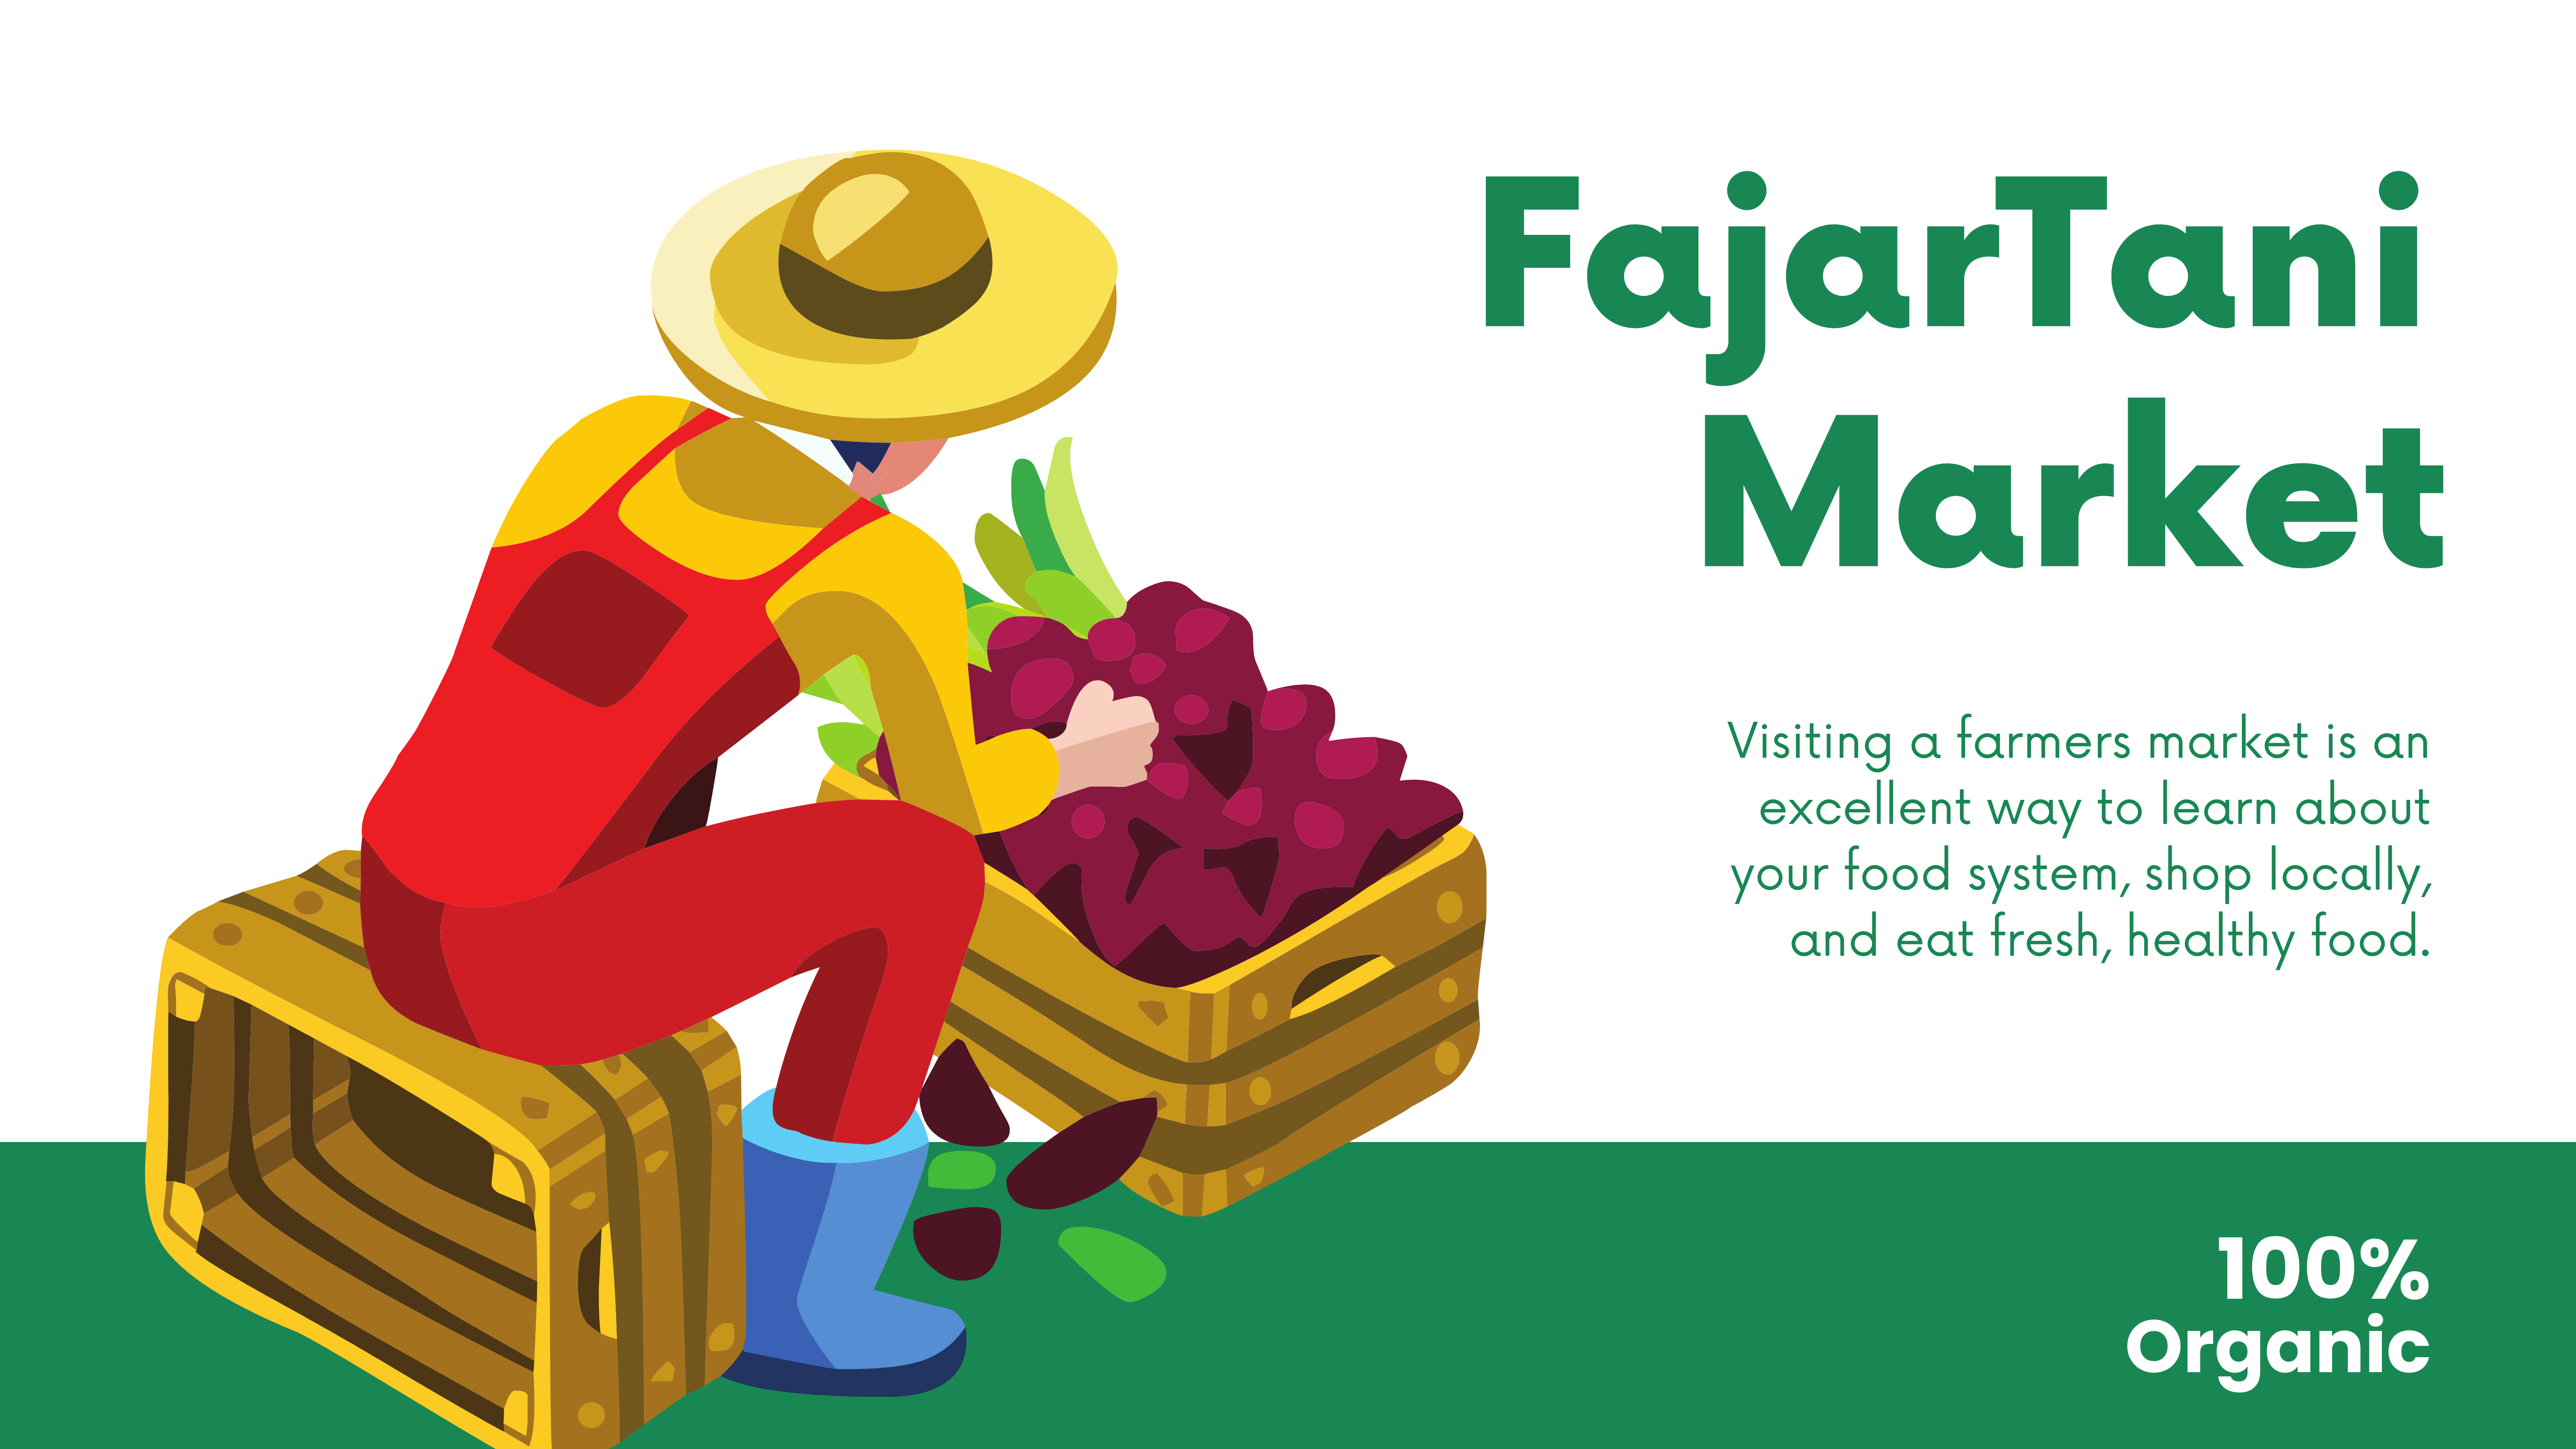 FajarTani
Market
Visiting a farmers market is an
excellent way to learn about
your food system, shop locally,
and eat fresh, healthy food.
100%
Organic